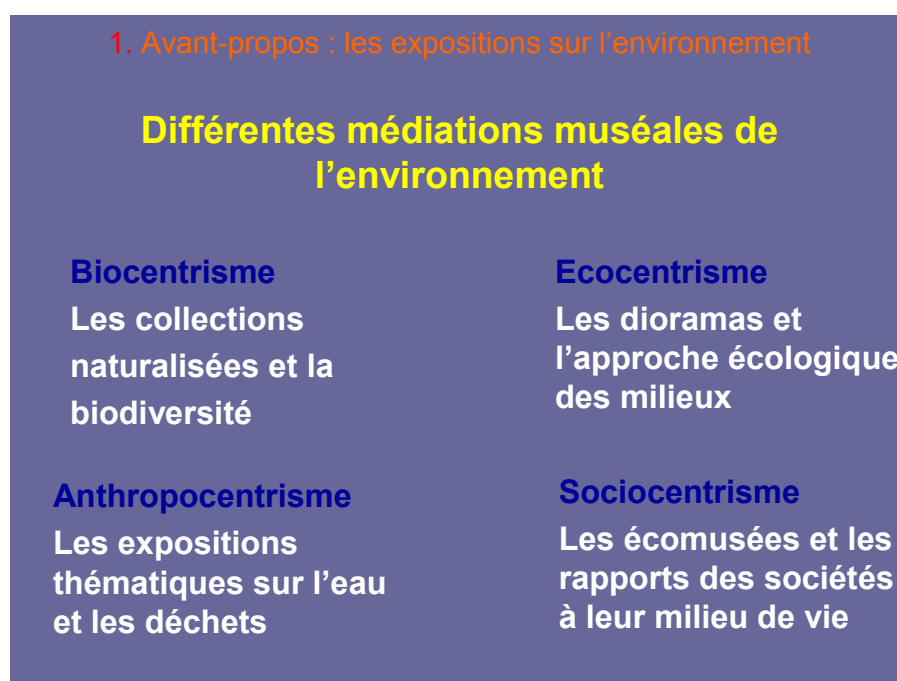 1. Avant-propos : les expositions sur l’environnement
Différentes médiations muséales de
l’environnement
Biocentrisme
Les collections
naturalisées et la
biodiversité
Ecocentrisme
Les dioramas et
l’approche écologique
des milieux
Anthropocentrisme
Les expositions
thématiques sur l’eau
et les déchets
Sociocentrisme
Les écomusées et les
rapports des sociétés
à leur milieu de vie